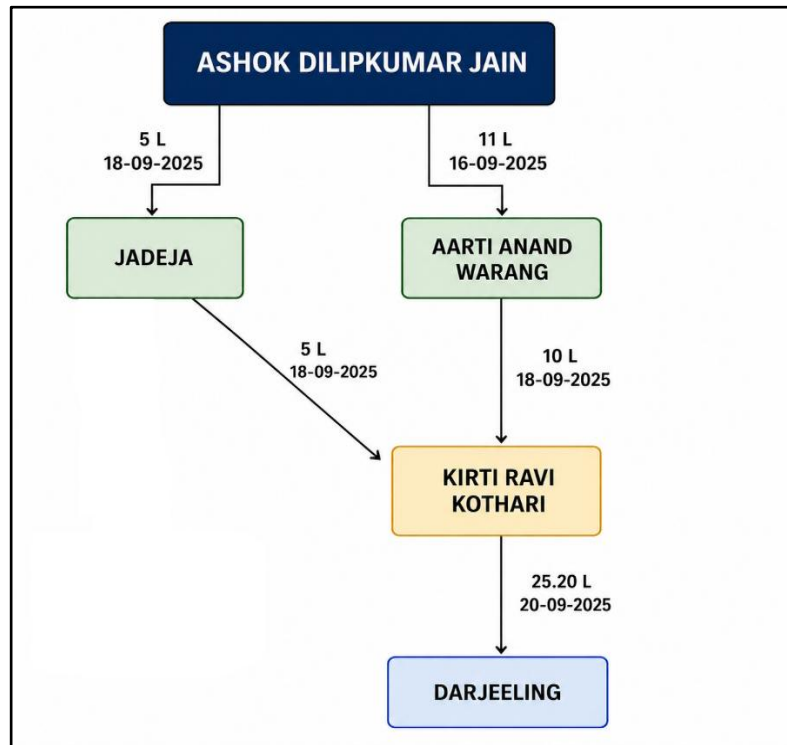 ASHOK DILIPKUMAR JAIN
5 L
18-09-2025
11 L
16-09-2025
JADEJA
AARTI ANAND
WARANG
5 L
18-09-2025
10 L
18-09-2025
KIRTI RAVI
KOTHARI
25.20 L
20-09-2025
DARJEELING